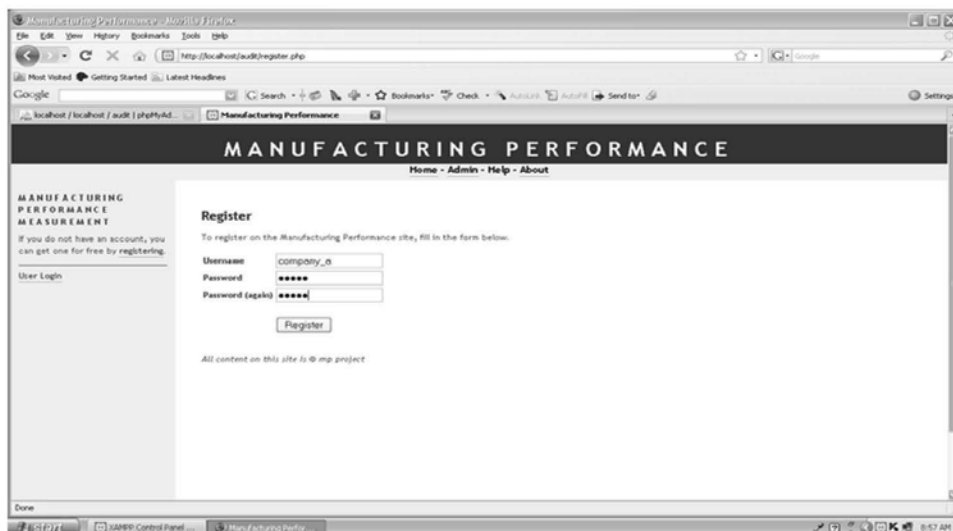 Manufacturing Performance - Mozilla Firefox
File Edit View History Bookmarks Tools Help
http://localhost/audit/register.php
Google
Most Visited Getting Started Latest Headlines
Google Search Bookmarks Check AutoLink AutoFill Send to Settings
localhost / localhost / audit | phpMyAd... Manufacturing Performance
MANUFACTURING PERFORMANCE
Home - Admin - Help - About
MANUFACTURING
PERFORMANCE
MEASUREMENT
If you do not have an account, you
can get one for free by registering.
User Login
Register
To register on the Manufacturing Performance site, fill in the form below.
Username company_a
Password •••••
Password (again) •••••
Register
All content on this site is © mp project
Done
start XAMPP Control Panel ... Manufacturing Perfor... 8:57 AM